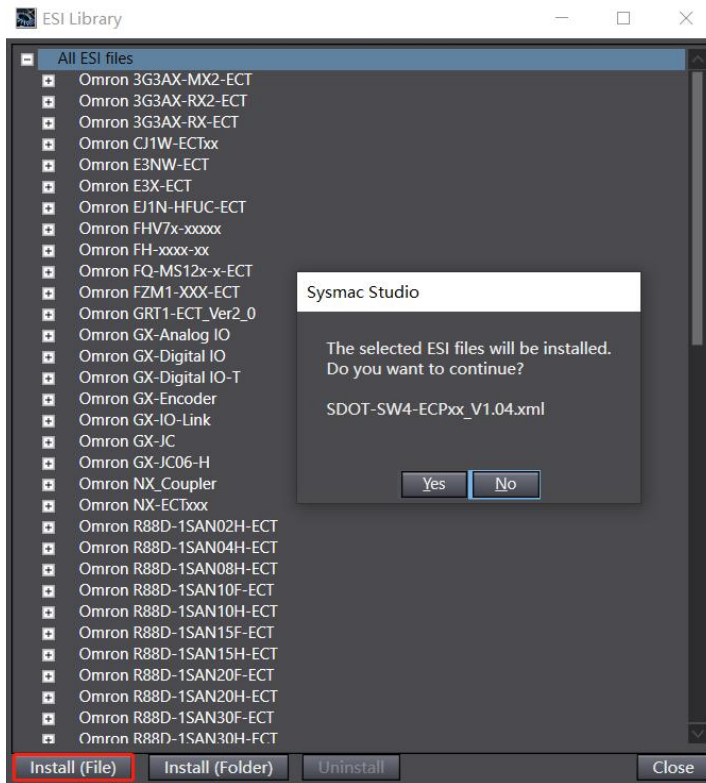 ESI Library
All ESI files
Omron 3G3AX-MX2-ECT
Omron 3G3AX-RX2-ECT
Omron 3G3AX-RX-ECT
Omron CJ1W-ECTxx
Omron E3NW-ECT
Omron E3X-ECT
Omron EJ1N-HFUC-ECT
Omron FHV7x-xxxxx
Omron FH-xxxx-xx
Omron FQ-MS12x-x-ECT
Omron FZM1-XXX-ECT
Omron GRT1-ECT_Ver2_0
Omron GX-Analog IO
Omron GX-Digital IO
Omron GX-Digital IO-T
Omron GX-Encoder
Omron GX-IO-Link
Omron GX-JC
Omron GX-JC06-H
Omron NX_Coupler
Omron NX-ECTxxx
Omron R88D-1SAN02H-ECT
Omron R88D-1SAN04H-ECT
Omron R88D-1SAN08H-ECT
Omron R88D-1SAN10F-ECT
Omron R88D-1SAN10H-ECT
Omron R88D-1SAN15F-ECT
Omron R88D-1SAN15H-ECT
Omron R88D-1SAN20F-ECT
Omron R88D-1SAN20H-ECT
Omron R88D-1SAN30F-ECT
Omron R88D-1SAN30H-ECT
Sysmac Studio
The selected ESI files will be installed.
Do you want to continue?
SDOT-SW4-ECPxx_V1.04.xml
Yes No
Install (File) Install (Folder) Uninstall Close